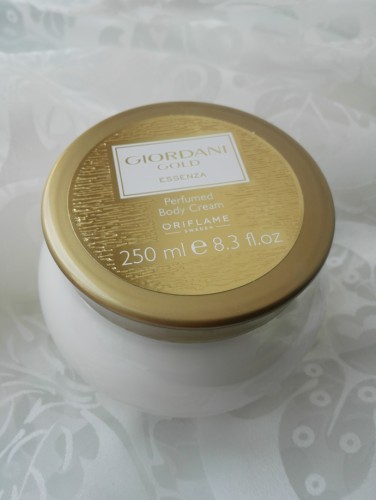 GIORDANI
GOLD
ESSENZA
Perfumed
Body Cream
ORIFLAME
SWEDEN
250 ml ℮ 8.3 fl.oz